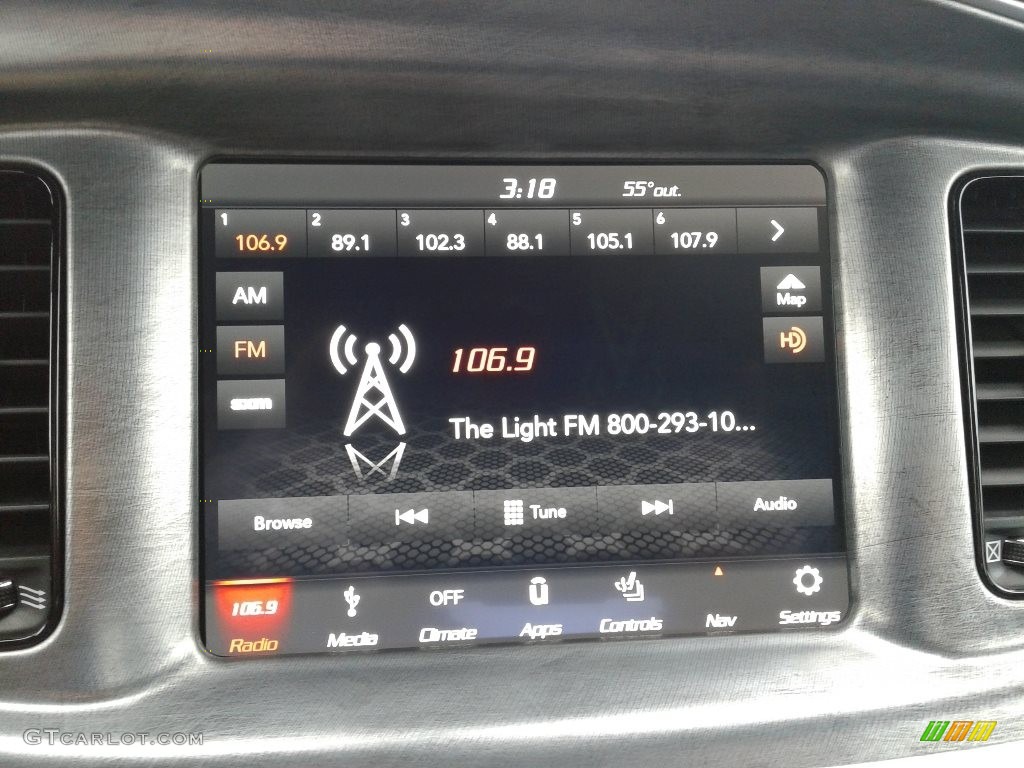 3:18 55°out.
1 2 3 4 5 6
106.9 89.1 102.3 88.1 105.1 107.9
AM Map
FM HD
106.9
The Light FM 800-293-10...
Browse Tune Audio
106.9 OFF
Radio Media Climate Apps Controls Nav Settings
GTCARLOT.COM